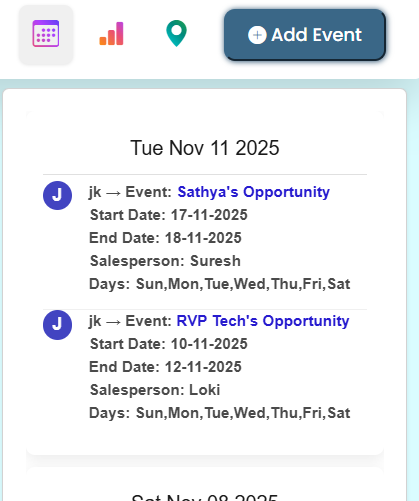 Add Event
Tue Nov 11 2025
J
jk → Event: Sathya's Opportunity
Start Date: 17-11-2025
End Date: 18-11-2025
Salesperson: Suresh
Days: Sun,Mon,Tue,Wed,Thu,Fri,Sat
J
jk → Event: RVP Tech's Opportunity
Start Date: 10-11-2025
End Date: 12-11-2025
Salesperson: Loki
Days: Sun,Mon,Tue,Wed,Thu,Fri,Sat
Sat Nov 08 2025